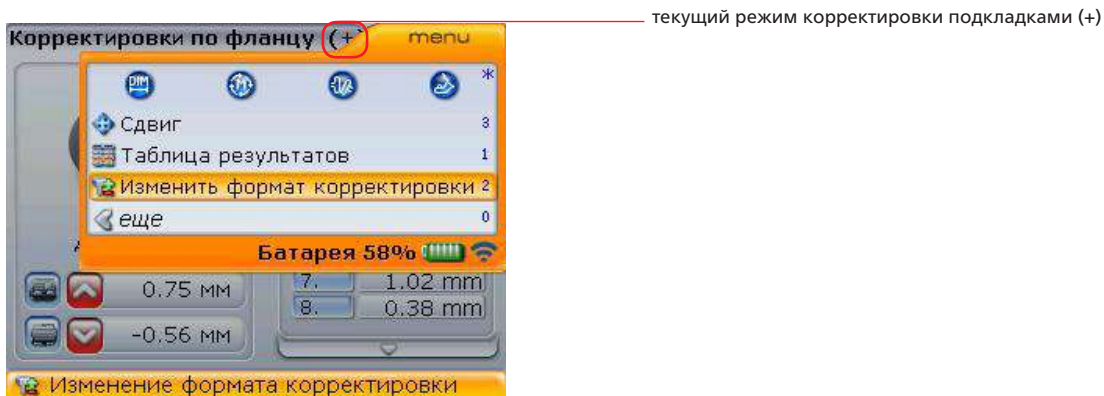 текущий режим корректировки подкладками (+)
Корректировки по фланцу (+) menu
DIM
*
Сдвиг 3
Таблица результатов 1
Изменить формат корректировки 2
еще 0
Батарея 58%
0.75 мм
7. 1.02 mm
8. 0.38 mm
-0.56 мм
Изменение формата корректировки